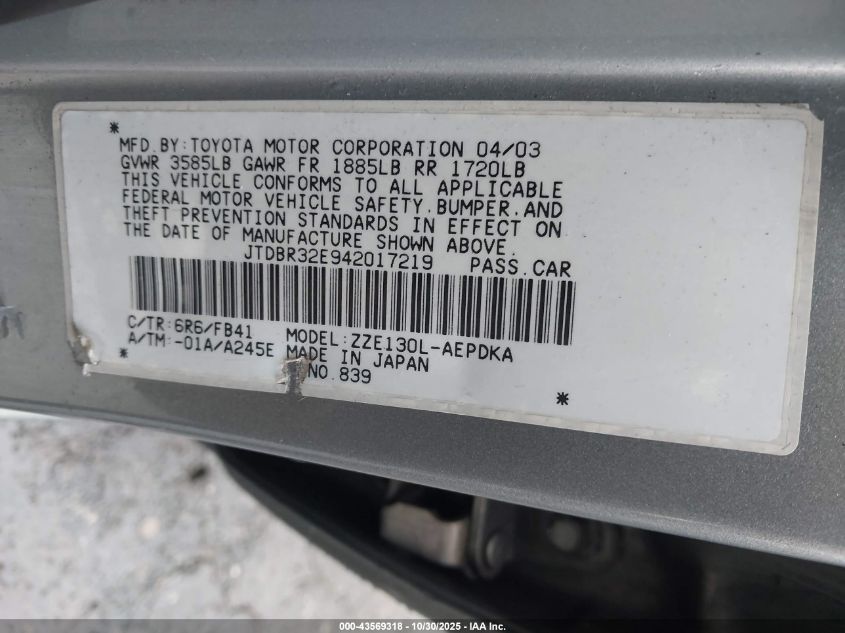 *
MFD.BY:TOYOTA MOTOR CORPORATION 04/03
GVWR 3585LB GAWR FR 1885LB RR 1720LB
THIS VEHICLE CONFORMS TO ALL APPLICABLE
FEDERAL MOTOR VEHICLE SAFETY,BUMPER,AND
THEFT PREVENTION STANDARDS IN EFFECT ON
THE DATE OF MANUFACTURE SHOWN ABOVE.
JTDBR32E942017219 PASS.CAR
C/TR:6R6/FB41 MODEL:ZZE130L-AEPDKA
A/TM:-01A/A245E MADE IN JAPAN
* NO.839 *
000-43569318 - 10/30/2025 - IAA Inc.